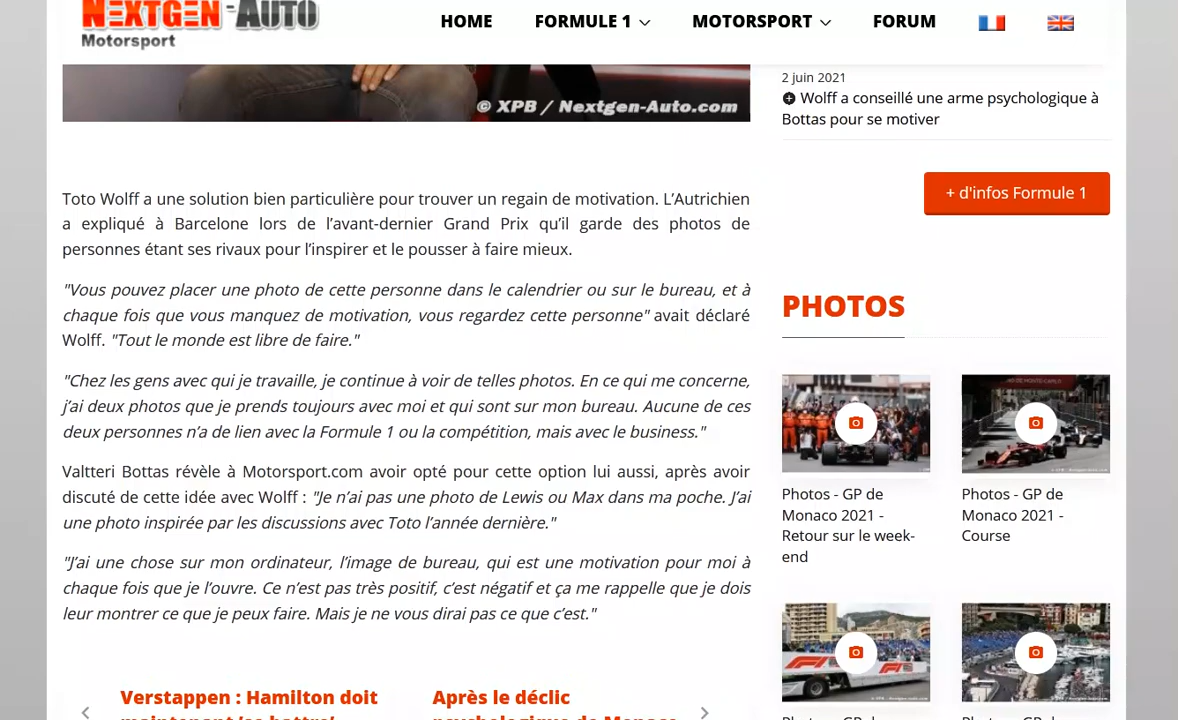 NEXTGEN-AUTO
Motorsport
HOME
FORMULE 1
MOTORSPORT
FORUM
© XPB / Nextgen-Auto.com
Toto Wolff a une solution bien particulière pour trouver un regain de motivation. L’Autrichien
a expliqué à Barcelone lors de l’avant-dernier Grand Prix qu’il garde des photos de
personnes étant ses rivaux pour l’inspirer et le pousser à faire mieux.
"Vous pouvez placer une photo de cette personne dans le calendrier ou sur le bureau, et à
chaque fois que vous manquez de motivation, vous regardez cette personne" avait déclaré
Wolff. "Tout le monde est libre de faire."
"Chez les gens avec qui je travaille, je continue à voir de telles photos. En ce qui me concerne,
j’ai deux photos que je prends toujours avec moi et qui sont sur mon bureau. Aucune de ces
deux personnes n’a de lien avec la Formule 1 ou la compétition, mais avec le business."
Valtteri Bottas révèle à Motorsport.com avoir opté pour cette option lui aussi, après avoir
discuté de cette idée avec Wolff : "Je n’ai pas une photo de Lewis ou Max dans ma poche. J’ai
une photo inspirée par les discussions avec Toto l’année dernière."
"J’ai une chose sur mon ordinateur, l’image de bureau, qui est une motivation pour moi à
chaque fois que je l’ouvre. Ce n’est pas très positif, c’est négatif et ça me rappelle que je dois
leur montrer ce que je peux faire. Mais je ne vous dirai pas ce que c’est."
Verstappen : Hamilton doit
maintenant ’se battre’
Après le déclic
psychologique de Monaco
2 juin 2021
Wolff a conseillé une arme psychologique à
Bottas pour se motiver
+ d'infos Formule 1
PHOTOS
Photos - GP de
Monaco 2021 -
Retour sur le week-
end
Photos - GP de
Monaco 2021 -
Course